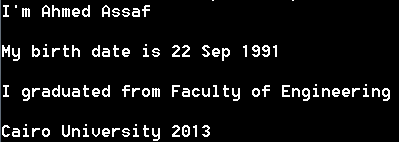 I'm Ahmed Assaf
My birth date is 22 Sep 1991
I graduated from Faculty of Engineering
Cairo University 2013